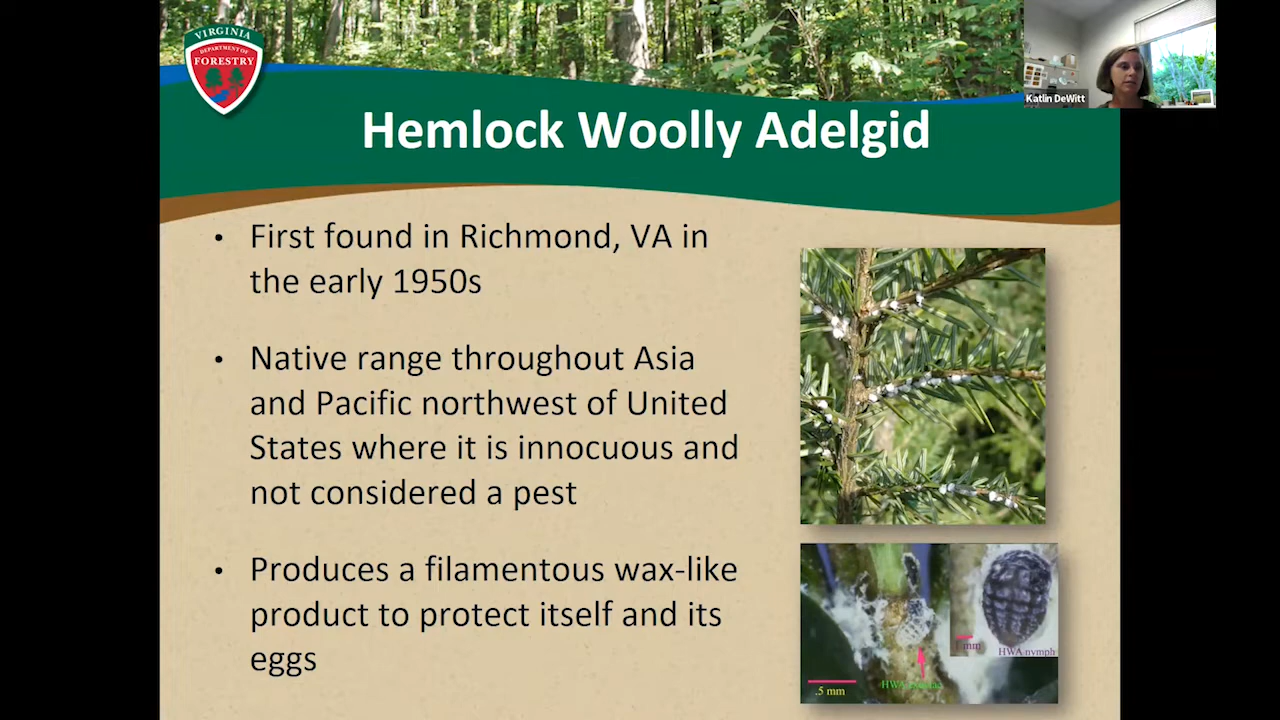 VIRGINIA
DEPARTMENT OF
FORESTRY
Katlin DeWitt
Hemlock Woolly Adelgid
• First found in Richmond, VA in
the early 1950s
• Native range throughout Asia
and Pacific northwest of United
States where it is innocuous and
not considered a pest
• Produces a filamentous wax-like
product to protect itself and its
eggs
mm
HWA nymph
HWA
.5 mm